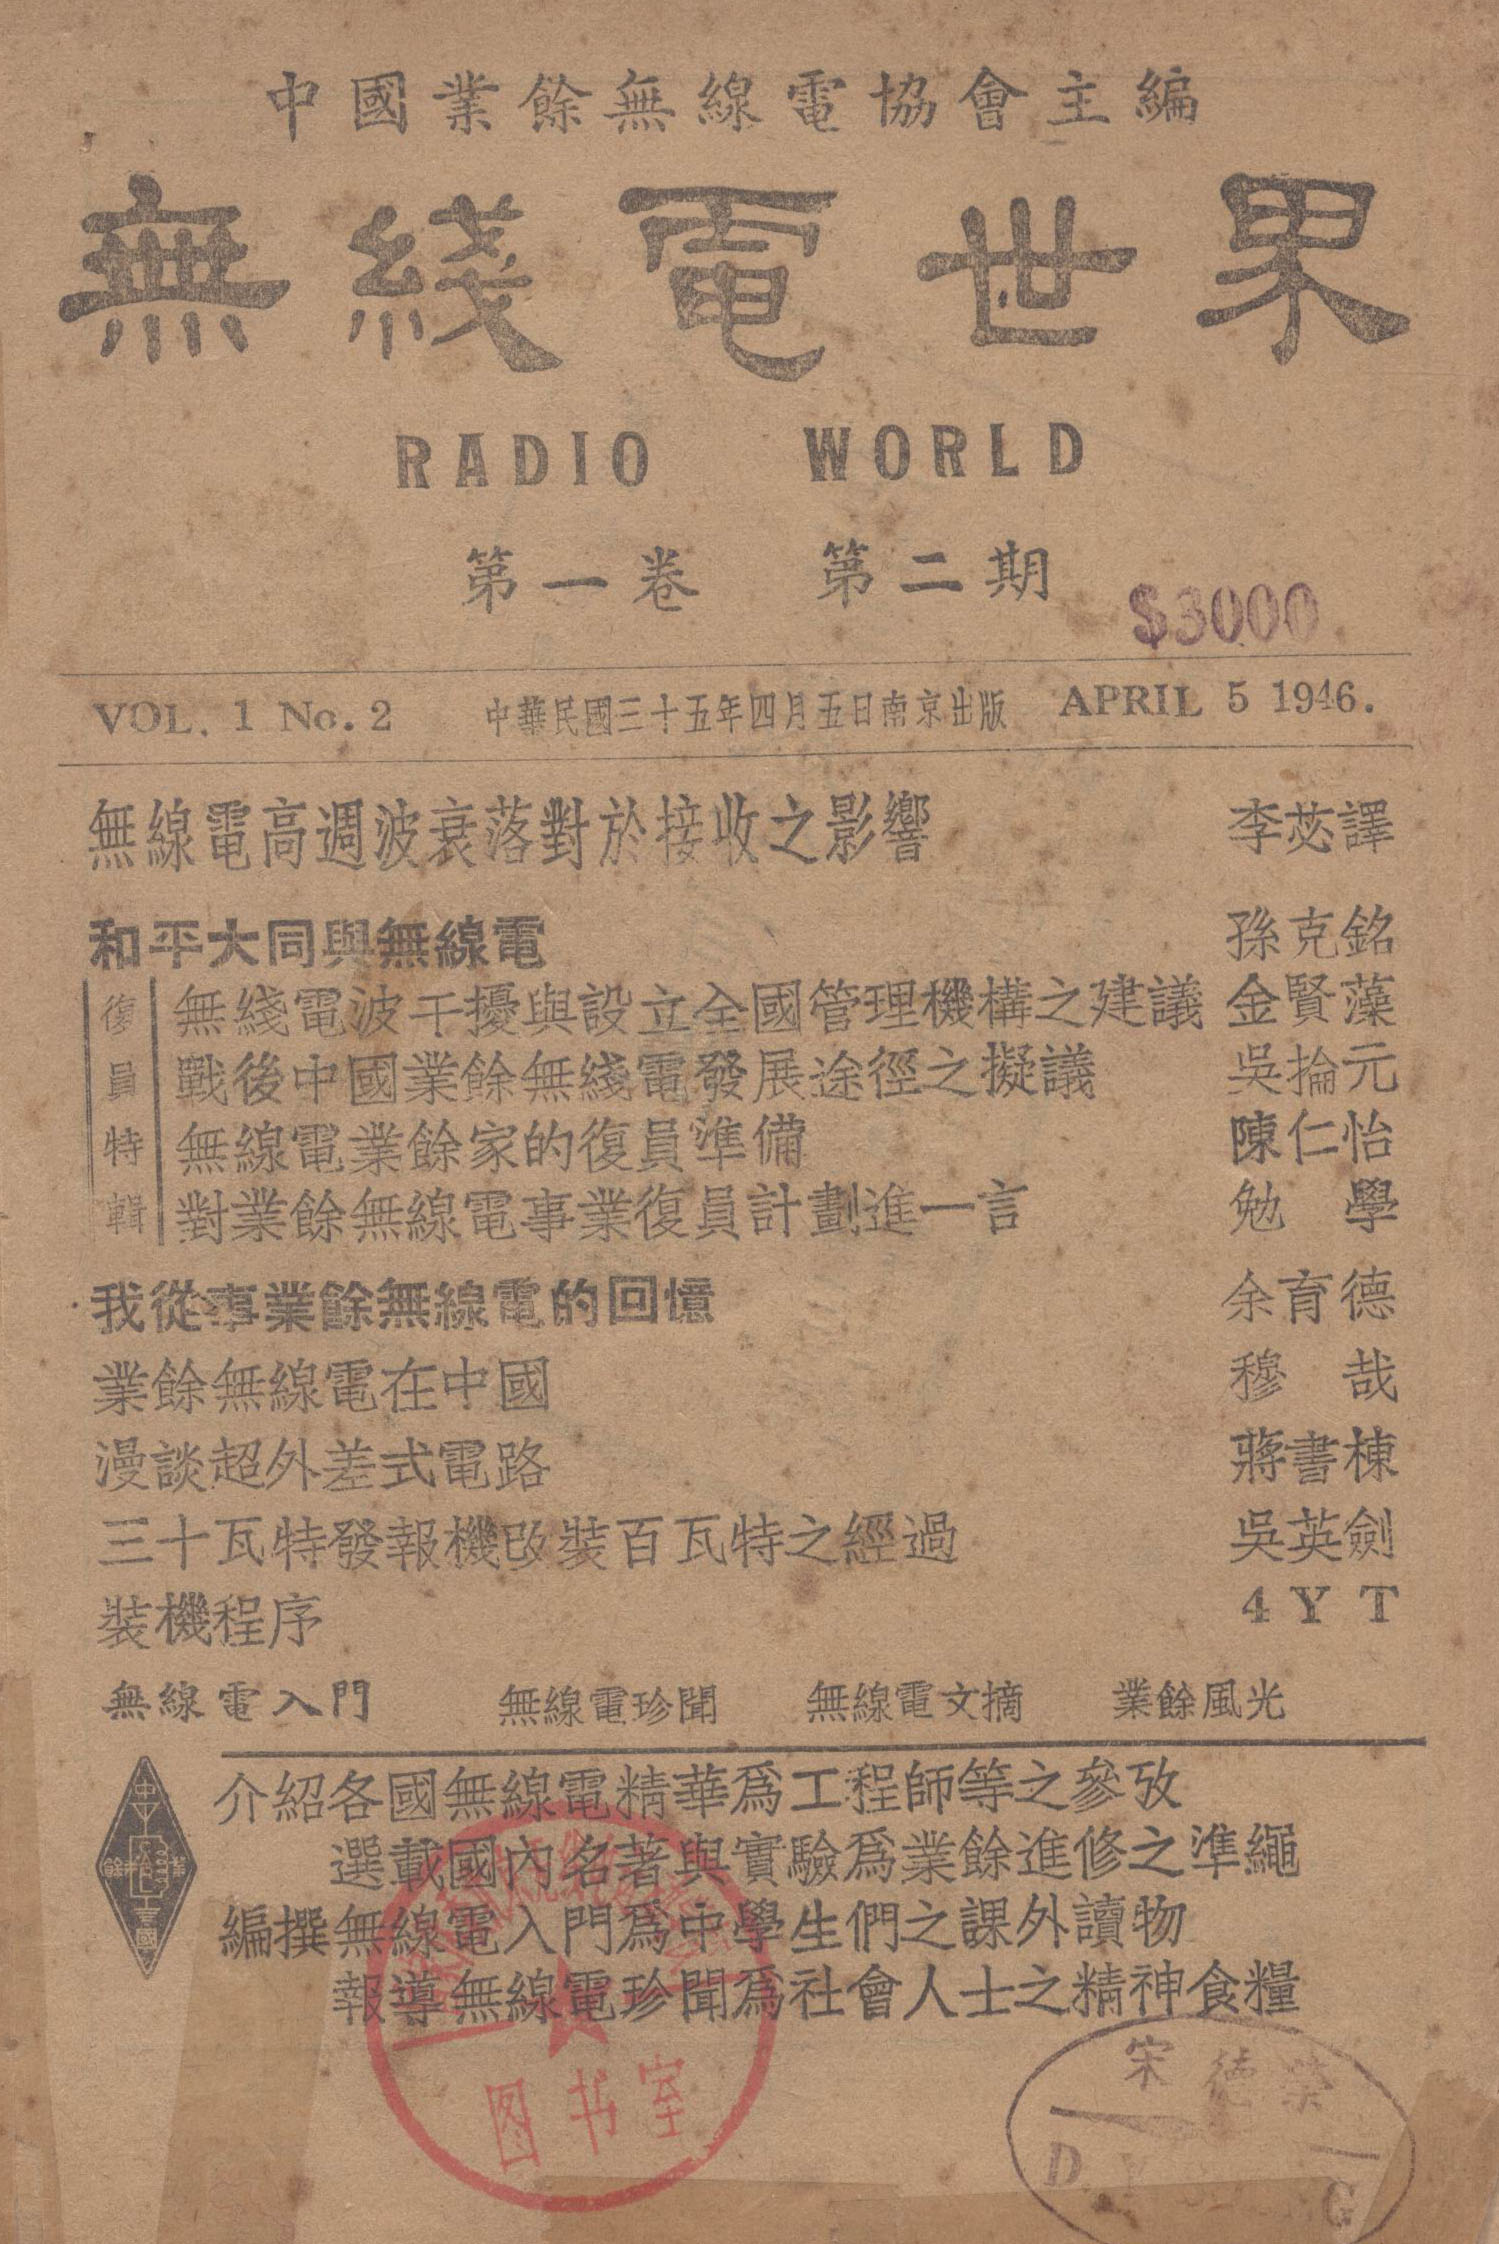 中國業餘無線電協會主編
無綫電世界
RADIO WORLD
第一卷 第二期
$3000
VOL. 1 No. 2 中華民國三十五年四月五日南京出版 APRIL 5 1946.
無線電高週波衰落對於接收之影響 李苾譯
和平大同與無線電 孫克銘
復員特輯
無綫電波干擾與設立全國管理機構之建議 金賢藻
戰後中國業餘無綫電發展途徑之擬議 吳掄元
無線電業餘家的復員準備 陳仁怡
對業餘無線電事業復員計劃進一言 勉學
我從事業餘無線電的回憶 余育德
業餘無線電在中國 穆哉
漫談超外差式電路 蔣書棟
三十瓦特發報機改裝百瓦特之經過 吳英劍
裝機程序 4YT
無線電入門 無線電珍聞 無線電文摘 業餘風光
介紹各國無線電精華爲工程師等之參攷
選載國內名著與實驗爲業餘進修之準繩
編撰無線電入門爲中學生們之課外讀物
報導無線電珍聞爲社會人士之精神食糧
图书室
宋德榮